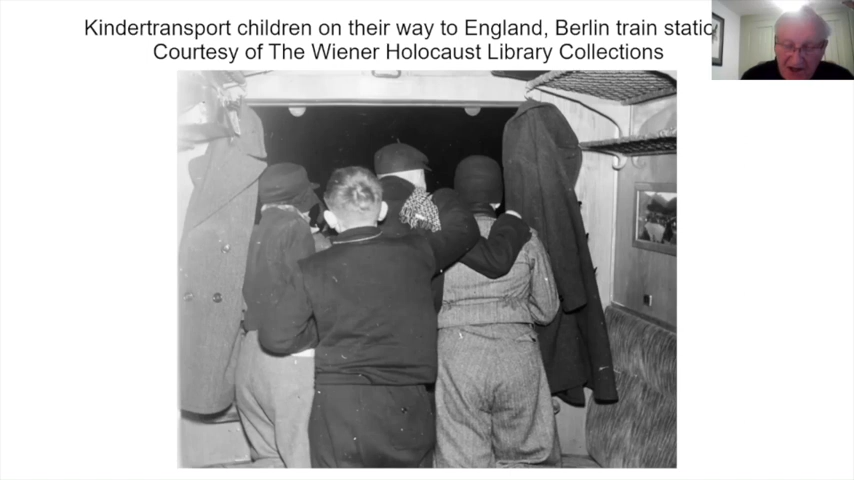 Kindertransport children on their way to England, Berlin train statio
Courtesy of The Wiener Holocaust Library Collections